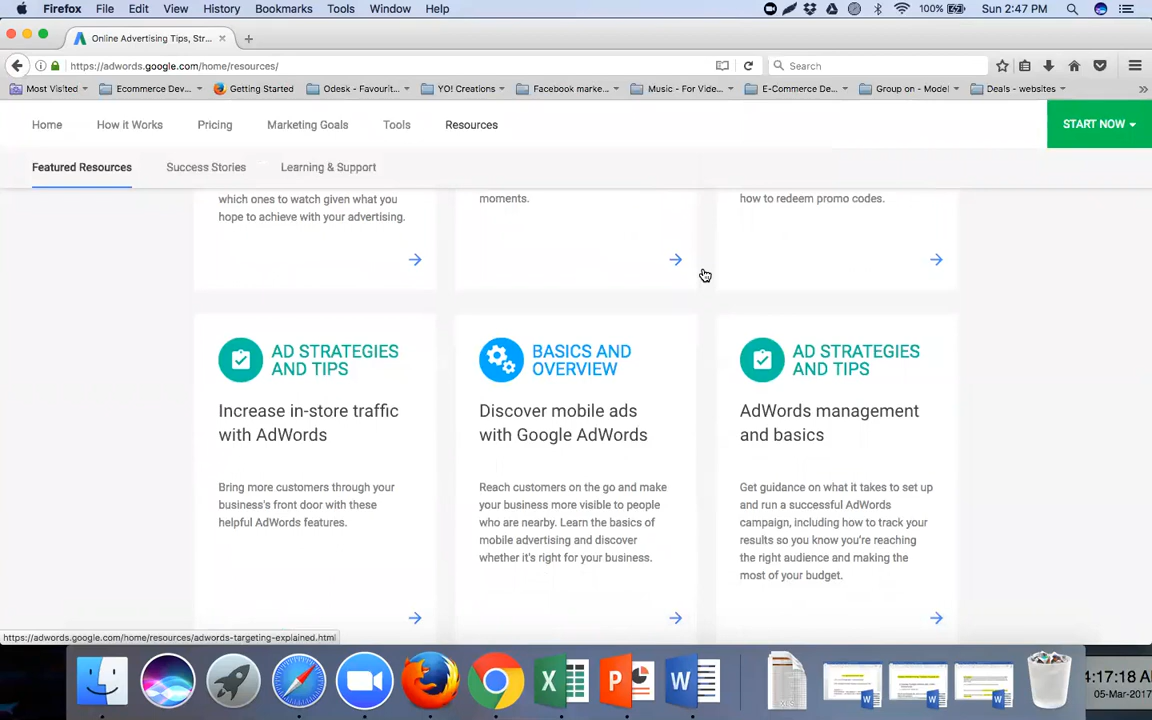 Firefox File Edit View History Bookmarks Tools Window Help 100% Sun 2:47 PM
Online Advertising Tips, Str...
https://adwords.google.com/home/resources/ Search
Most Visited Ecommerce Dev... Getting Started Odesk - Favourit... YO! Creations Facebook marke... Music - For Vide... E-Commerce De... Group on - Model Deals - websites
Home How it Works Pricing Marketing Goals Tools Resources START NOW
Featured Resources Success Stories Learning & Support
which ones to watch given what you
hope to achieve with your advertising.
moments.
how to redeem promo codes.
AD STRATEGIES
AND TIPS
Increase in-store traffic
with AdWords
Bring more customers through your
business's front door with these
helpful AdWords features.
BASICS AND
OVERVIEW
Discover mobile ads
with Google AdWords
Reach customers on the go and make
your business more visible to people
who are nearby. Learn the basics of
mobile advertising and discover
whether it's right for your business.
AD STRATEGIES
AND TIPS
AdWords management
and basics
Get guidance on what it takes to set up
and run a successful AdWords
campaign, including how to track your
results so you know you're reaching
the right audience and making the
most of your budget.
https://adwords.google.com/home/resources/adwords-targeting-explained.html
4:17:18 AM
05-Mar-2017